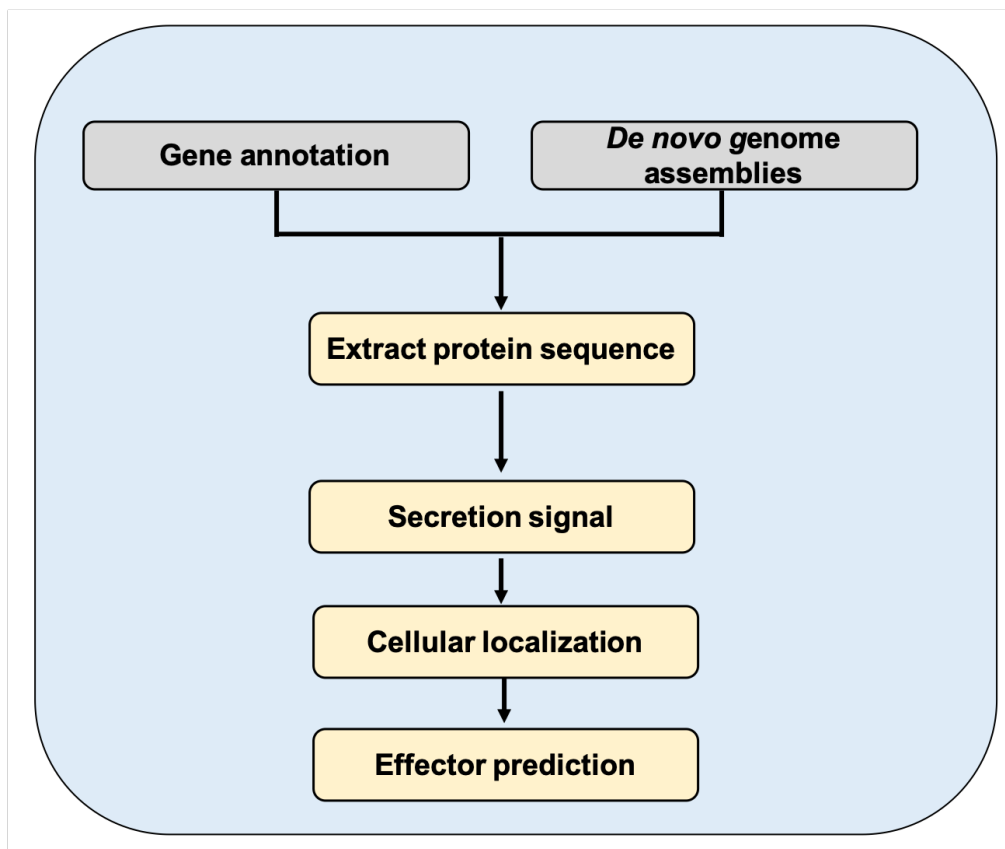 Gene annotation
De novo genome
assemblies
Extract protein sequence
Secretion signal
Cellular localization
Effector prediction